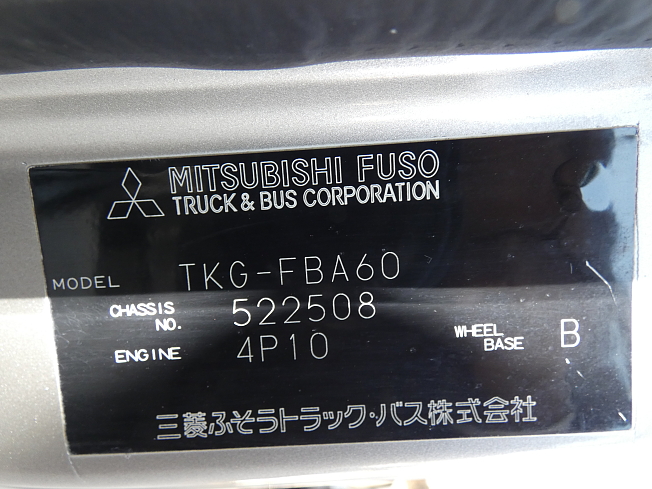 MITSUBISHI FUSO
TRUCK & BUS CORPORATION
MODEL TKG-FBA60
CHASSIS NO. 522508
ENGINE 4P10
WHEEL BASE B
三菱ふそうトラック・バス株式会社